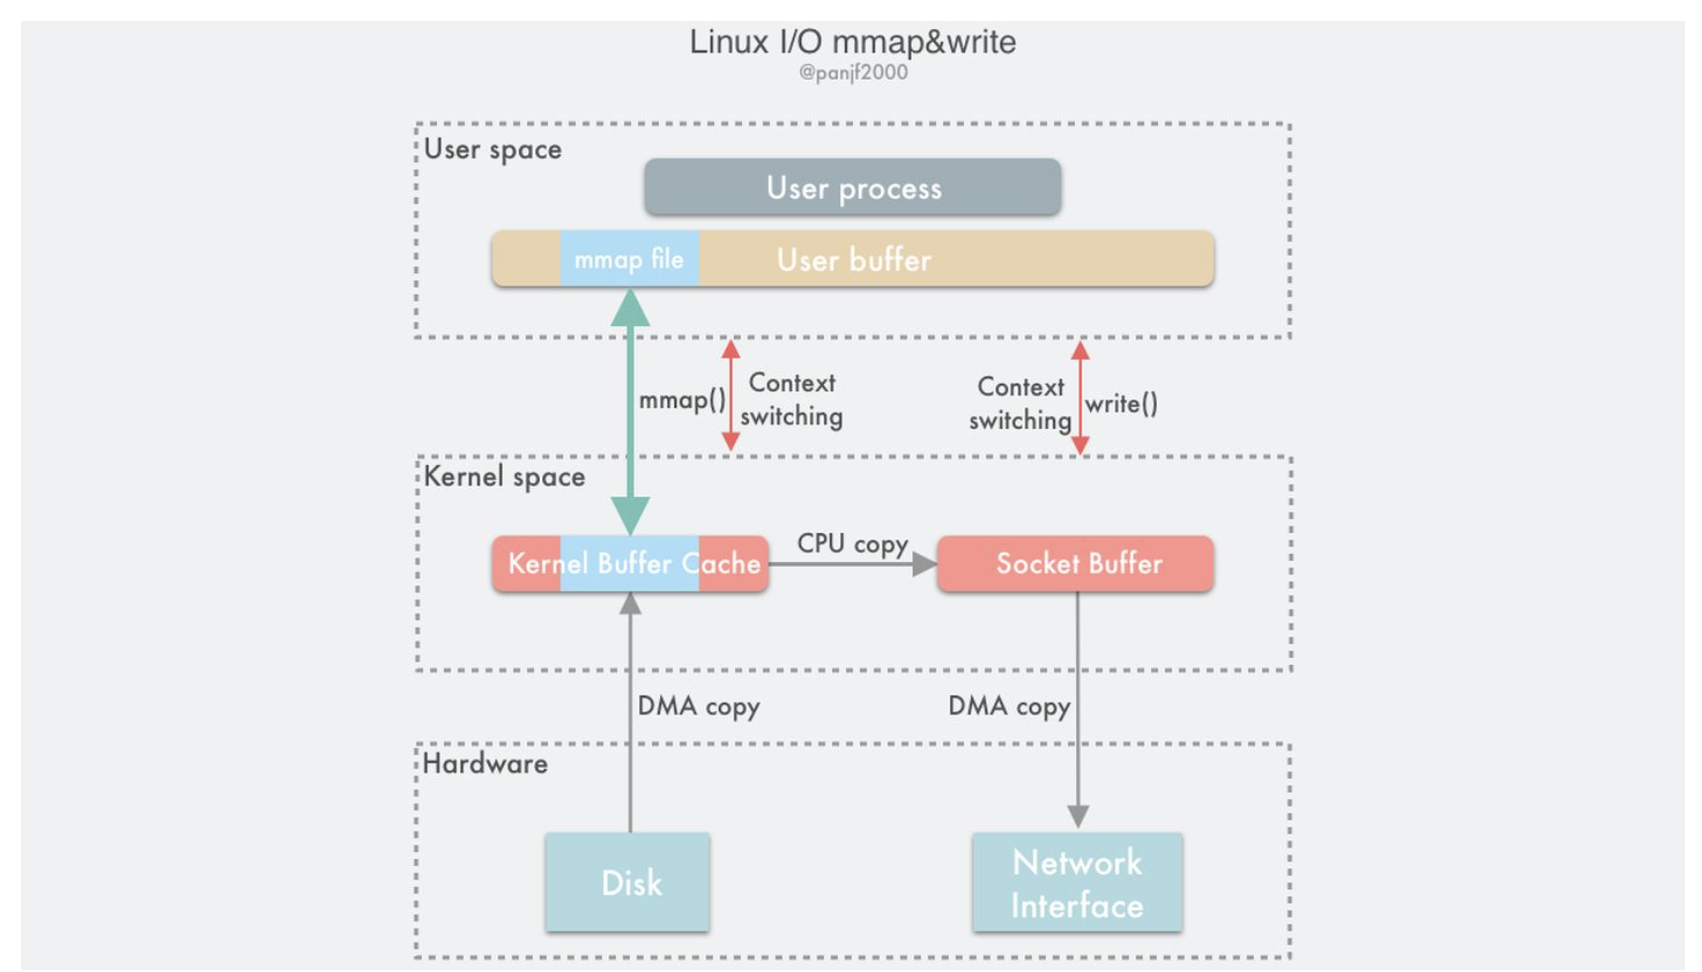 Linux I/O mmap&write
@panjf2000
User space
User process
mmap file
User buffer
mmap()
Context
switching
Context
switching
write()
Kernel space
Kernel Buffer Cache
CPU copy
Socket Buffer
DMA copy
DMA copy
Hardware
Disk
Network
Interface